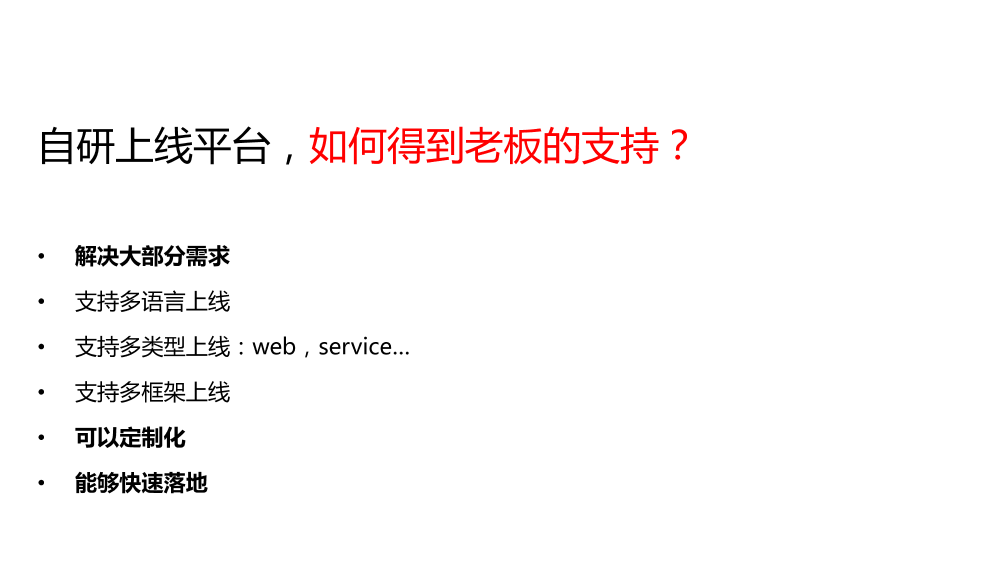 自研上线平台，如何得到老板的支持？
• 解决大部分需求
• 支持多语言上线
• 支持多类型上线：web，service…
• 支持多框架上线
• 可以定制化
• 能够快速落地